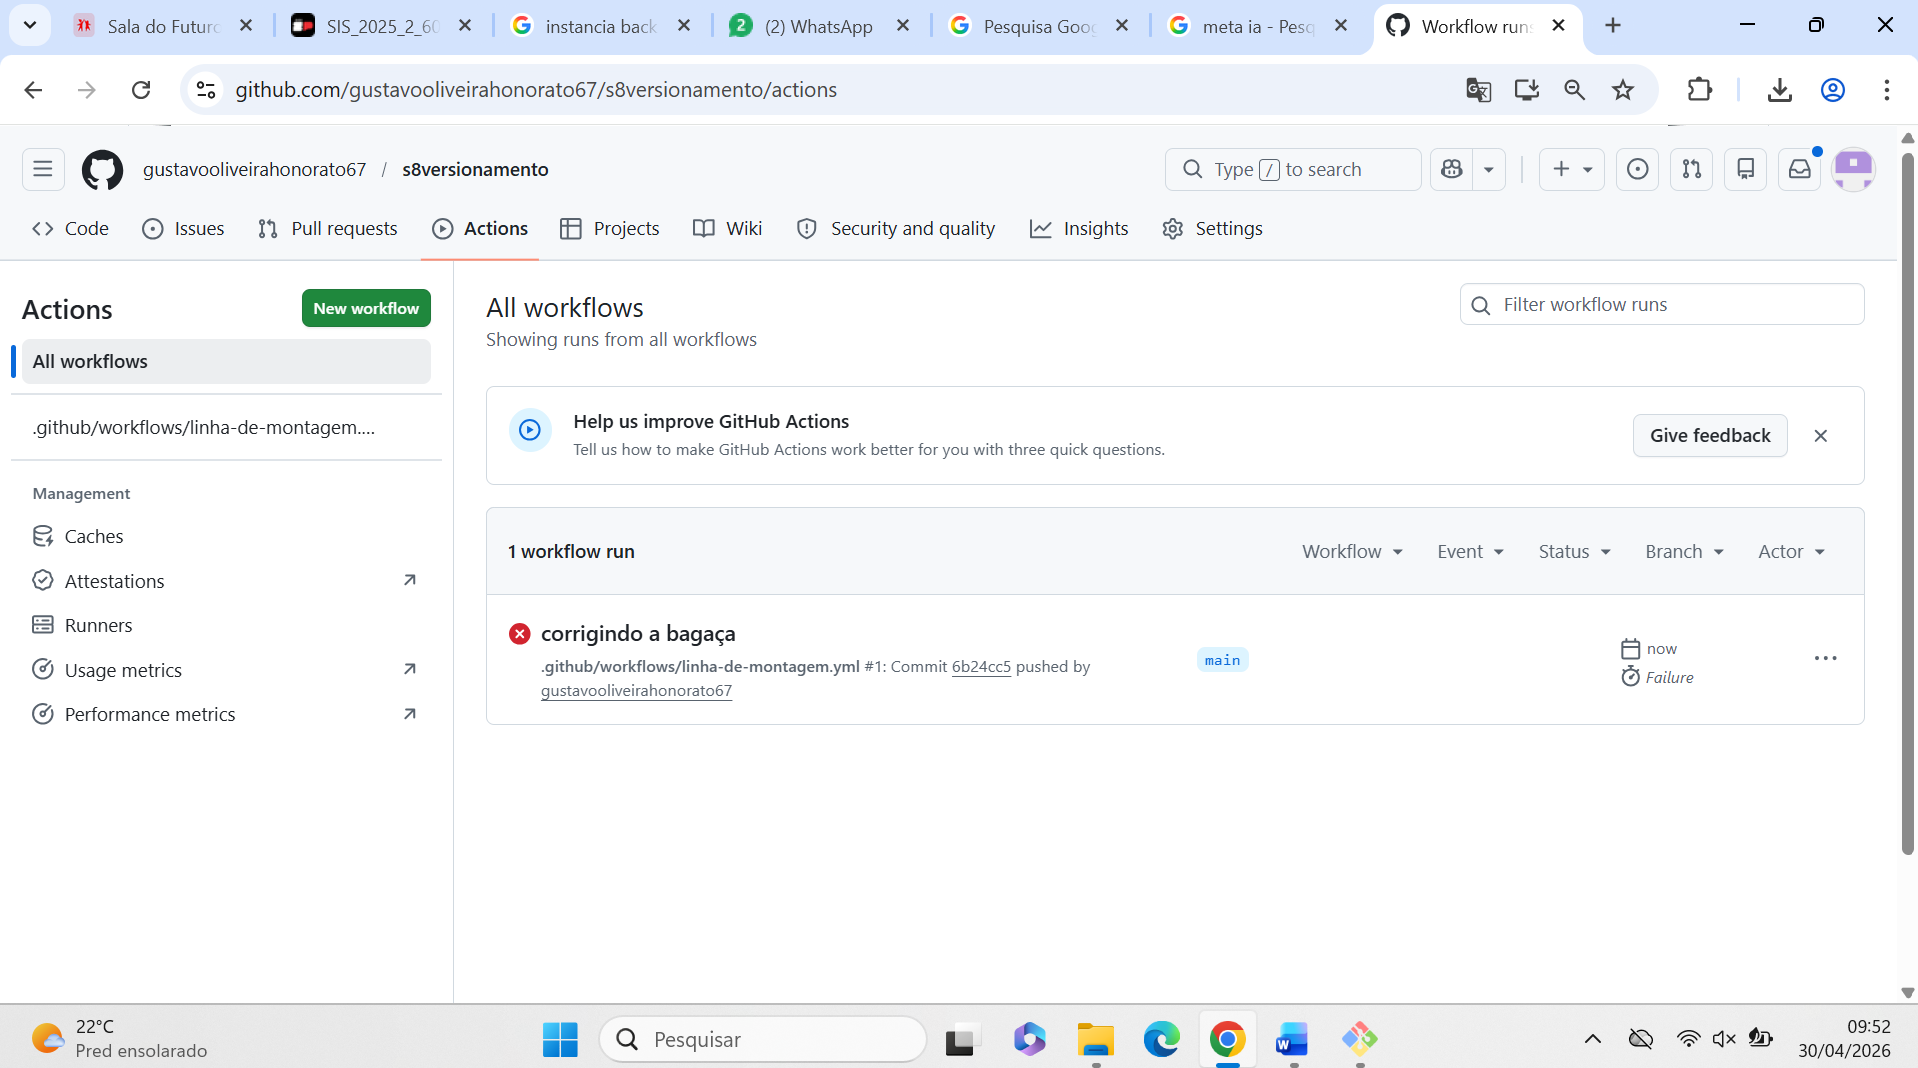 Sala do Futuro
SIS_2025_2_60
instancia back
(2) WhatsApp
Pesquisa Goog
meta ia - Pesq
Workflow runs
github.com/gustavooliveirahonorato67/s8versionamento/actions
gustavooliveirahonorato67 / s8versionamento
Type / to search
Code
Issues
Pull requests
Actions
Projects
Wiki
Security and quality
Insights
Settings
Actions
New workflow
All workflows
.github/workflows/linha-de-montagem....
Management
Caches
Attestations
Runners
Usage metrics
Performance metrics
All workflows
Showing runs from all workflows
Filter workflow runs
Help us improve GitHub Actions
Tell us how to make GitHub Actions work better for you with three quick questions.
Give feedback
1 workflow run
Workflow
Event
Status
Branch
Actor
corrigindo a bagaça
.github/workflows/linha-de-montagem.yml #1: Commit 6b24cc5 pushed by
gustavooliveirahonorato67
main
now
Failure
22°C
Pred ensolarado
Pesquisar
09:52
30/04/2026